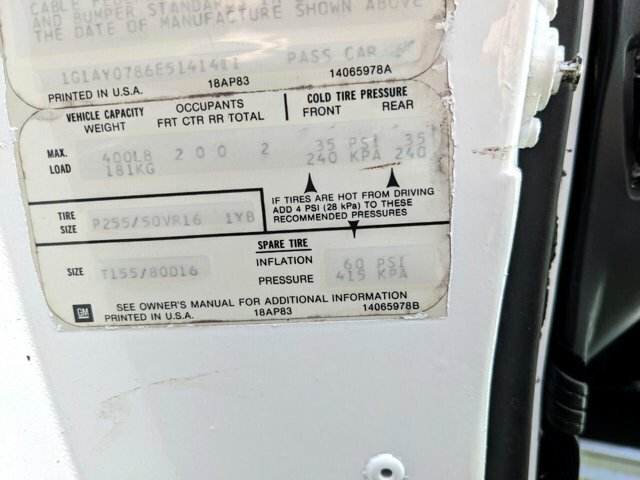 AND BUMPER STANDARDS
THE DATE OF MANUFACTURE SHOWN ABOVE
1G1AY0786E5141411 PASS CAR
PRINTED IN U.S.A. 18AP83 14065978A
VEHICLE CAPACITY OCCUPANTS COLD TIRE PRESSURE
WEIGHT FRT CTR RR TOTAL FRONT REAR
MAX. 400LB 2 0 0 2 35 PSI 35
LOAD 181KG 240 KPA 240
IF TIRES ARE HOT FROM DRIVING
ADD 4 PSI (28 kPa) TO THESE
RECOMMENDED PRESSURES
TIRE
SIZE P255/50VR16 1YB
SPARE TIRE
SIZE T155/80D16 INFLATION 60 PSI
PRESSURE 415 KPA
SEE OWNER'S MANUAL FOR ADDITIONAL INFORMATION
GM PRINTED IN U.S.A. 18AP83 14065978B